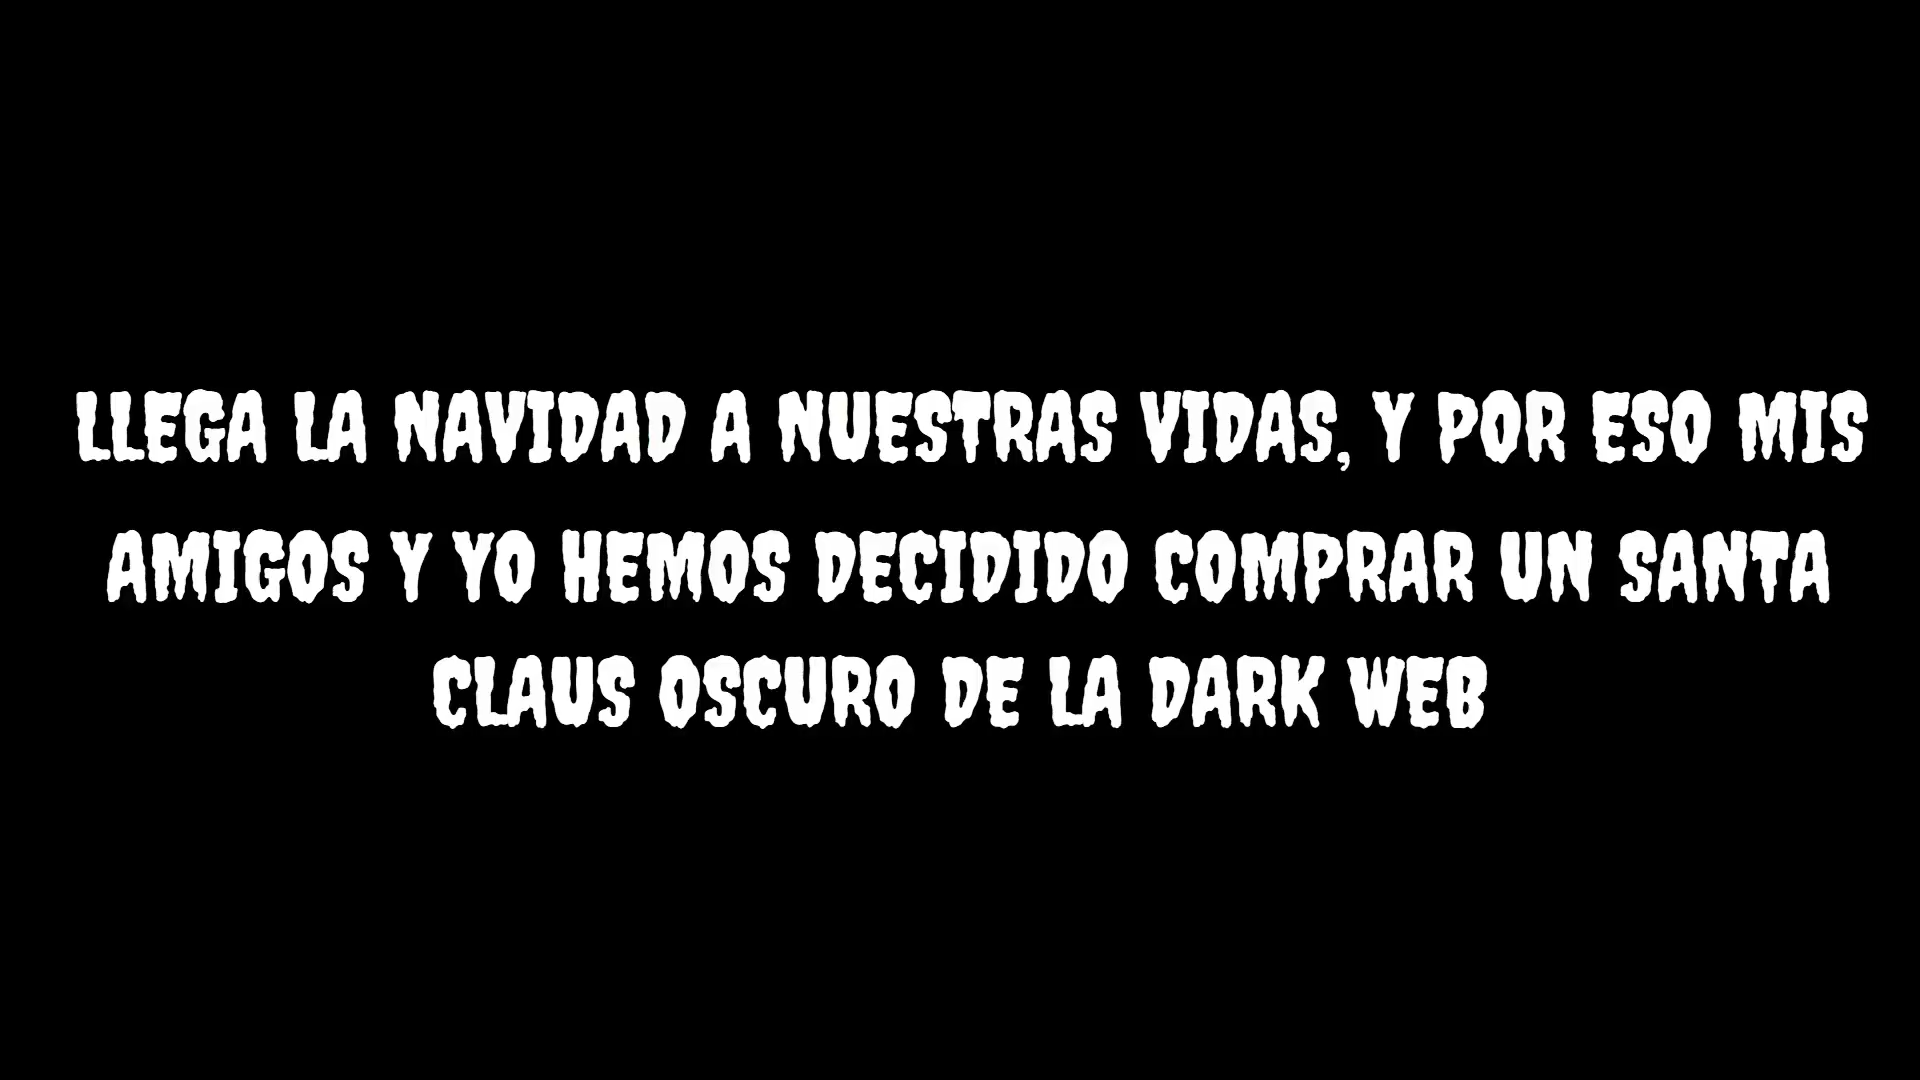 LLEGA LA NAVIDAD A NUESTRAS VIDAS, Y POR ESO MIS
AMIGOS Y YO HEMOS DECIDIDO COMPRAR UN SANTA
CLAUS OSCURO DE LA DARK WEB